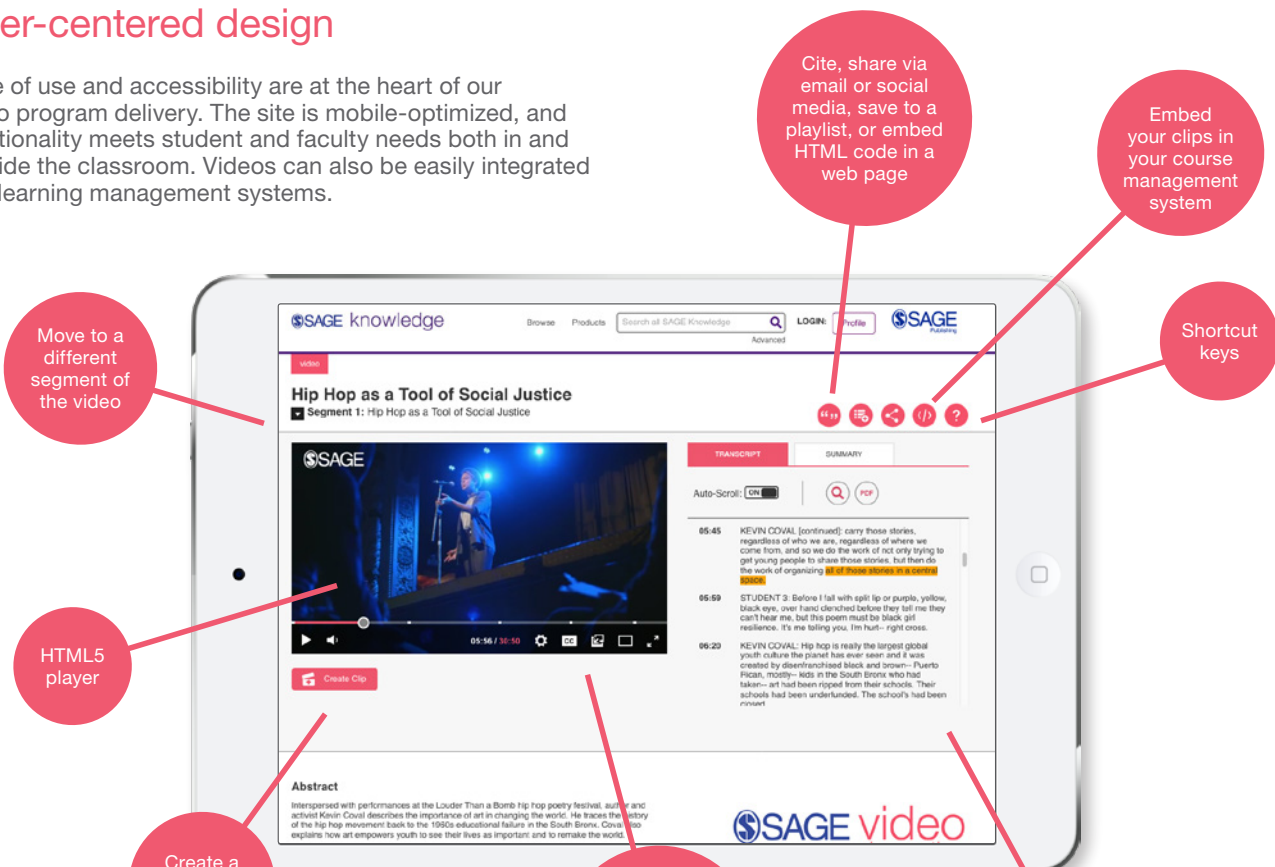 er-centered design
e of use and accessibility are at the heart of our
o program delivery. The site is mobile-optimized, and
tionality meets student and faculty needs both in and
ide the classroom. Videos can also be easily integrated
learning management systems.
Cite, share via
email or social
media, save to a
playlist, or embed
HTML code in a
web page
Embed
your clips in
your course
management
system
Shortcut
keys
Move to a
different
segment of
the video
HTML5
player
Create a
SAGE knowledge
Browse Products Search all SAGE Knowledge LOGIN: Profile SAGE
Publishing
Advanced
video
Hip Hop as a Tool of Social Justice
Segment 1: Hip Hop as a Tool of Social Justice
SAGE
05:56 / 30:50 CC
Create Clip
TRANSCRIPT SUMMARY
Auto-Scroll: ON PDF
05:45 KEVIN COVAL [continued]: carry those stories,
regardless of who we are, regardless of where we
come from, and so we do the work of not only trying to
get young people to share those stories, but then do
the work of organizing all of those stories in a central
space.
05:59 STUDENT 3: Before I fall with split lip or purple, yellow,
black eye, over hand clenched before they tell me they
can't hear me, but this poem must be black girl
resilience. It's me telling you, I'm hurt-- right cross.
06:20 KEVIN COVAL: Hip hop is really the largest global
youth culture the planet has ever seen and it was
created by disenfranchised black and brown-- Puerto
Rican, mostly-- kids in the South Bronx who had
taken-- art had been ripped from their schools. Their
schools had been underfunded. The school's had been
closed
Abstract
Interspersed with performances at the Louder Than a Bomb hip hop poetry festival, author and
activist Kevin Coval describes the importance of art in changing the world. He traces the history
of the hip hop movement back to the 1960s educational failure in the South Bronx. Coval also
explains how art empowers youth to see their lives as important and to remake the world.
SAGE video